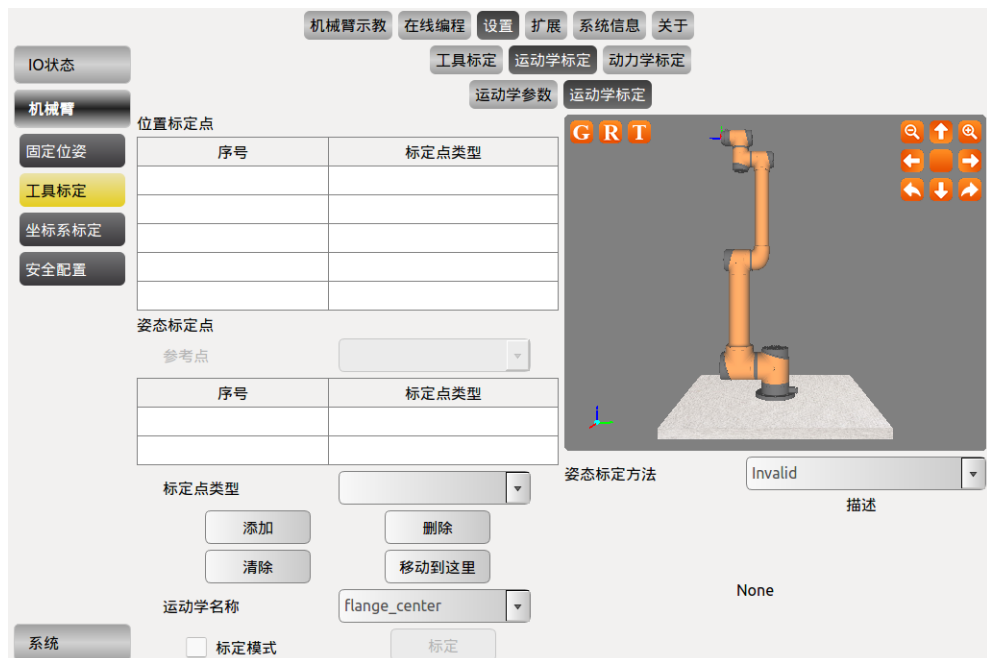 机械臂示教 在线编程 设置 扩展 系统信息 关于
工具标定 运动学标定 动力学标定
运动学参数 运动学标定
IO状态
机械臂
固定位姿
工具标定
坐标系标定
安全配置
系统
位置标定点
序号 标定点类型
姿态标定点
参考点
序号 标定点类型
标定点类型
添加 删除
清除 移动到这里
运动学名称 flange_center
标定模式 标定
G R T
姿态标定方法 Invalid
描述
None